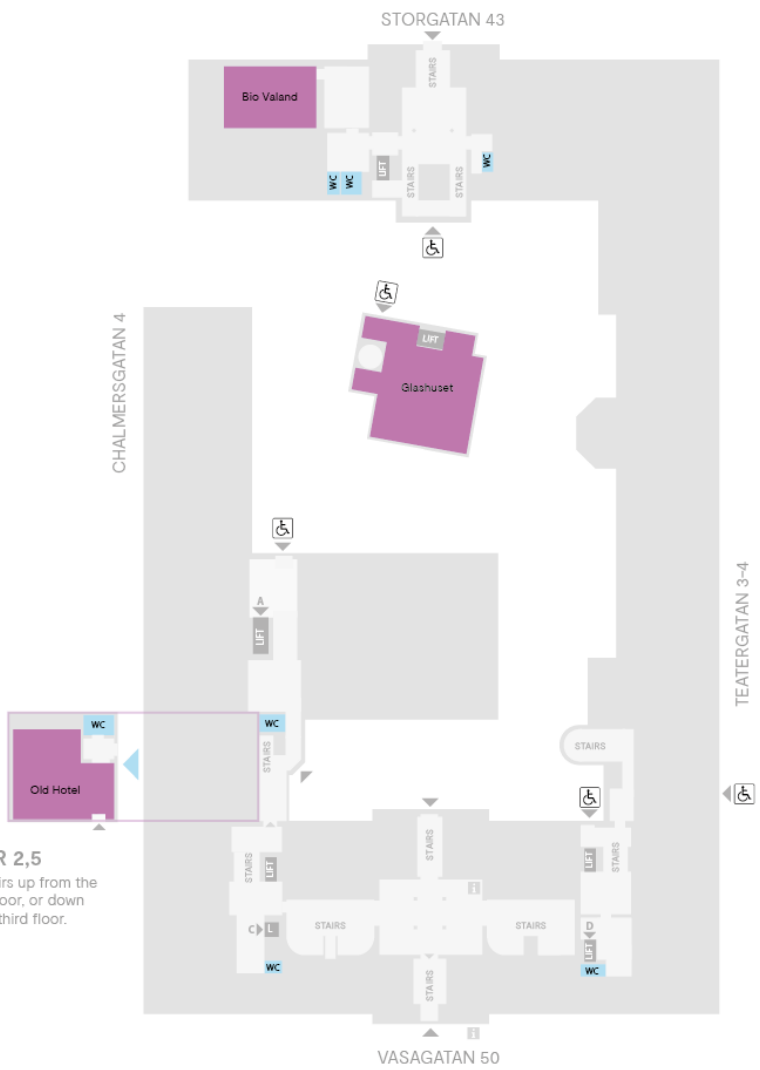 STORGATAN 43
STAIRS
Bio Valand
LIFT
WC
WC
WC
STAIRS
STAIRS
LIFT
Glashuset
CHALMERSGATAN 4
A
LIFT
TEATERGATAN 3-4
WC
WC
STAIRS
STAIRS
Old Hotel
R 2,5
irs up from the
oor, or down
third floor.
STAIRS
LIFT
STAIRS
LIFT
STAIRS
i
C
L
STAIRS
STAIRS
D
LIFT
WC
WC
STAIRS
i
VASAGATAN 50